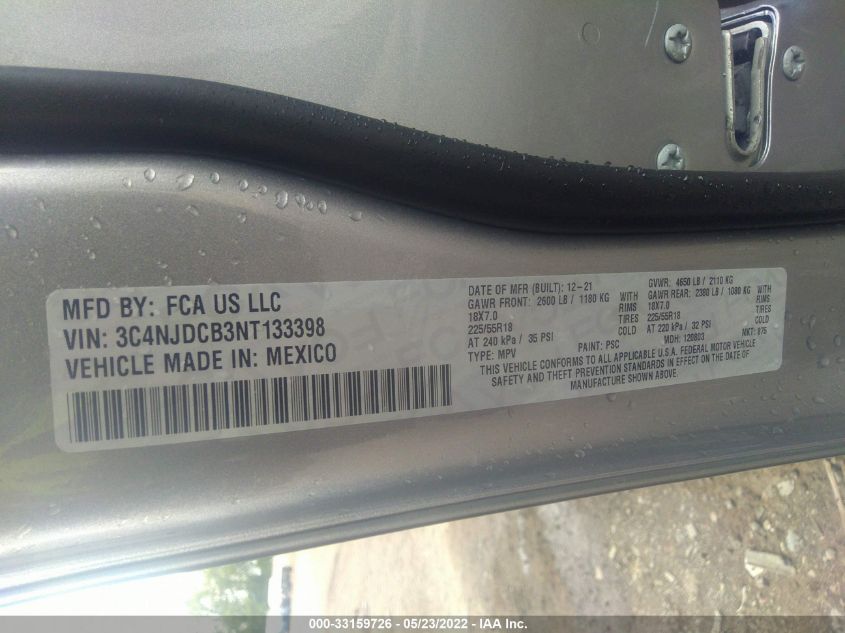 MFD BY: FCA US LLC
VIN: 3C4NJDCB3NT133398
VEHICLE MADE IN: MEXICO
DATE OF MFR (BUILT): 12-21 GVWR: 4650 LB / 2110 KG
GAWR FRONT: 2600 LB / 1180 KG WITH GAWR REAR: 2380 LB / 1080 KG WITH
18X7.0 RIMS 18X7.0 RIMS
225/55R18 TIRES 225/55R18 TIRES
AT 240 kPa / 35 PSI COLD AT 220 kPa / 32 PSI COLD
TYPE: MPV PAINT: PSC MDH: 120803 MKT: 975
THIS VEHICLE CONFORMS TO ALL APPLICABLE U.S.A. FEDERAL MOTOR VEHICLE
SAFETY AND THEFT PREVENTION STANDARDS IN EFFECT ON THE DATE OF
MANUFACTURE SHOWN ABOVE.
000-33159726 - 05/23/2022 - IAA Inc.